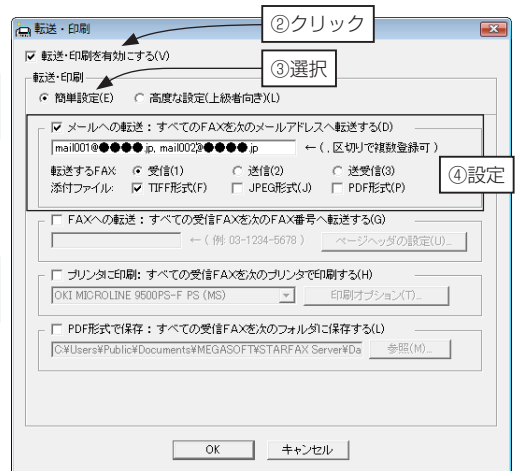 転送・印刷
②クリック
転送・印刷を有効にする(V)
③選択
転送・印刷
簡単設定(E) 高度な設定(上級者向き)(L)
メールへの転送：すべてのFAXを次のメールアドレスへ転送する(D)
mail001@●●●●.jp, mail002@●●●●.jp ←（ , 区切りで複数登録可 ）
転送するFAX: 受信(1) 送信(2) 送受信(3)
④設定
添付ファイル: TIFF形式(F) JPEG形式(J) PDF形式(P)
FAXへの転送：すべての受信FAXを次のFAX番号へ転送する(G)
←（ 例: 03-1234-5678 ） ページヘッダの設定(U)...
プリンタに印刷: すべての受信FAXを次のプリンタで印刷する(H)
OKI MICROLINE 9500PS-F PS (MS) 印刷オプション(T)...
PDF形式で保存：すべての受信FAXを次のフォルダに保存する(L)
C:¥Users¥Public¥Documents¥MEGASOFT¥STARFAX Server¥Da 参照(M)...
OK キャンセル